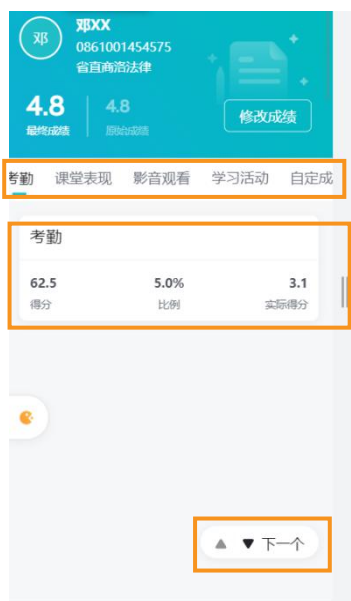 邓
邓XX
0861001454575
省直商洛法律
4.8 4.8
最终成绩 原始成绩
修改成绩
考勤 课堂表现 影音观看 学习活动 自定成
考勤
62.5 5.0% 3.1
得分 比例 实际得分
下一个